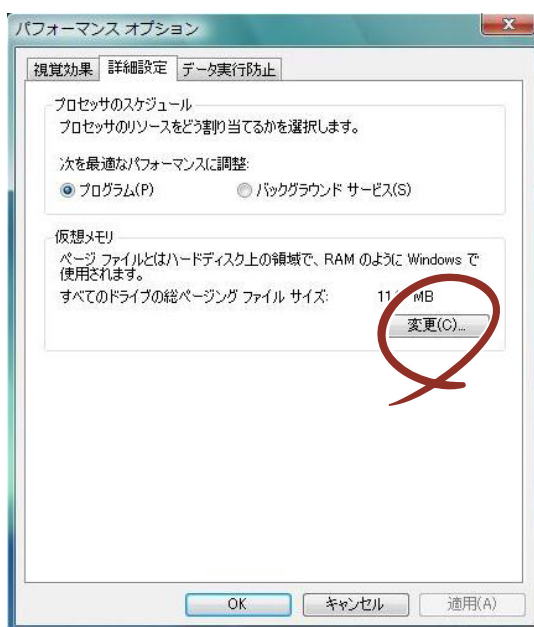 パフォーマンス オプション
視覚効果 詳細設定 データ実行防止
プロセッサのスケジュール
プロセッサのリソースをどう割り当てるかを選択します。
次を最適なパフォーマンスに調整:
プログラム(P) バックグラウンド サービス(S)
仮想メモリ
ページ ファイルとはハードディスク上の領域で、RAM のように Windows で
使用されます。
すべてのドライブの総ページング ファイル サイズ: MB
変更(C)...
OK キャンセル 適用(A)